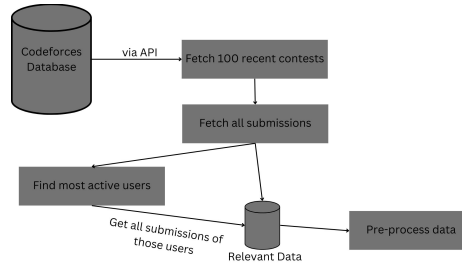 Codeforces
Database
via API
Fetch 100 recent contests
Fetch all submissions
Find most active users
Get all submissions of
those users
Relevant Data
Pre-process data